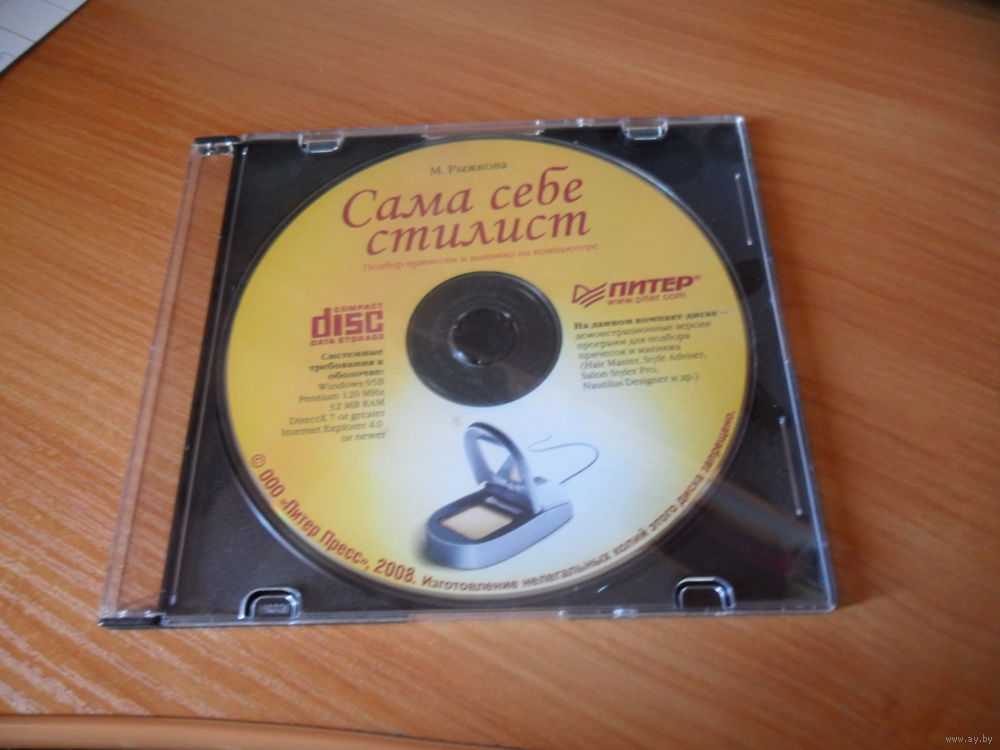 М. Рыжкова
Сама себе
стилист
Подбор прически и макияжа на компьютере
COMPACT
disc
DATA STORAGE
Системные
требования к
оболочке:
Windows 95B
Pentium 120 MHz
32 MB RAM
DirectX 7 or greater
Internet Explorer 4.0
or newer
ПИТЕР®
www.piter.com
На данном компакт-диске –
демонстрационные версии
программ для подбора
причесок и макияжа
(Hair Master, Style Adviser,
Salon Styler Pro,
Nautilus Designer и др.)
© ООО «Питер Пресс», 2008. Изготовление нелегальных копий этого диска запрещено.
www.ay.by